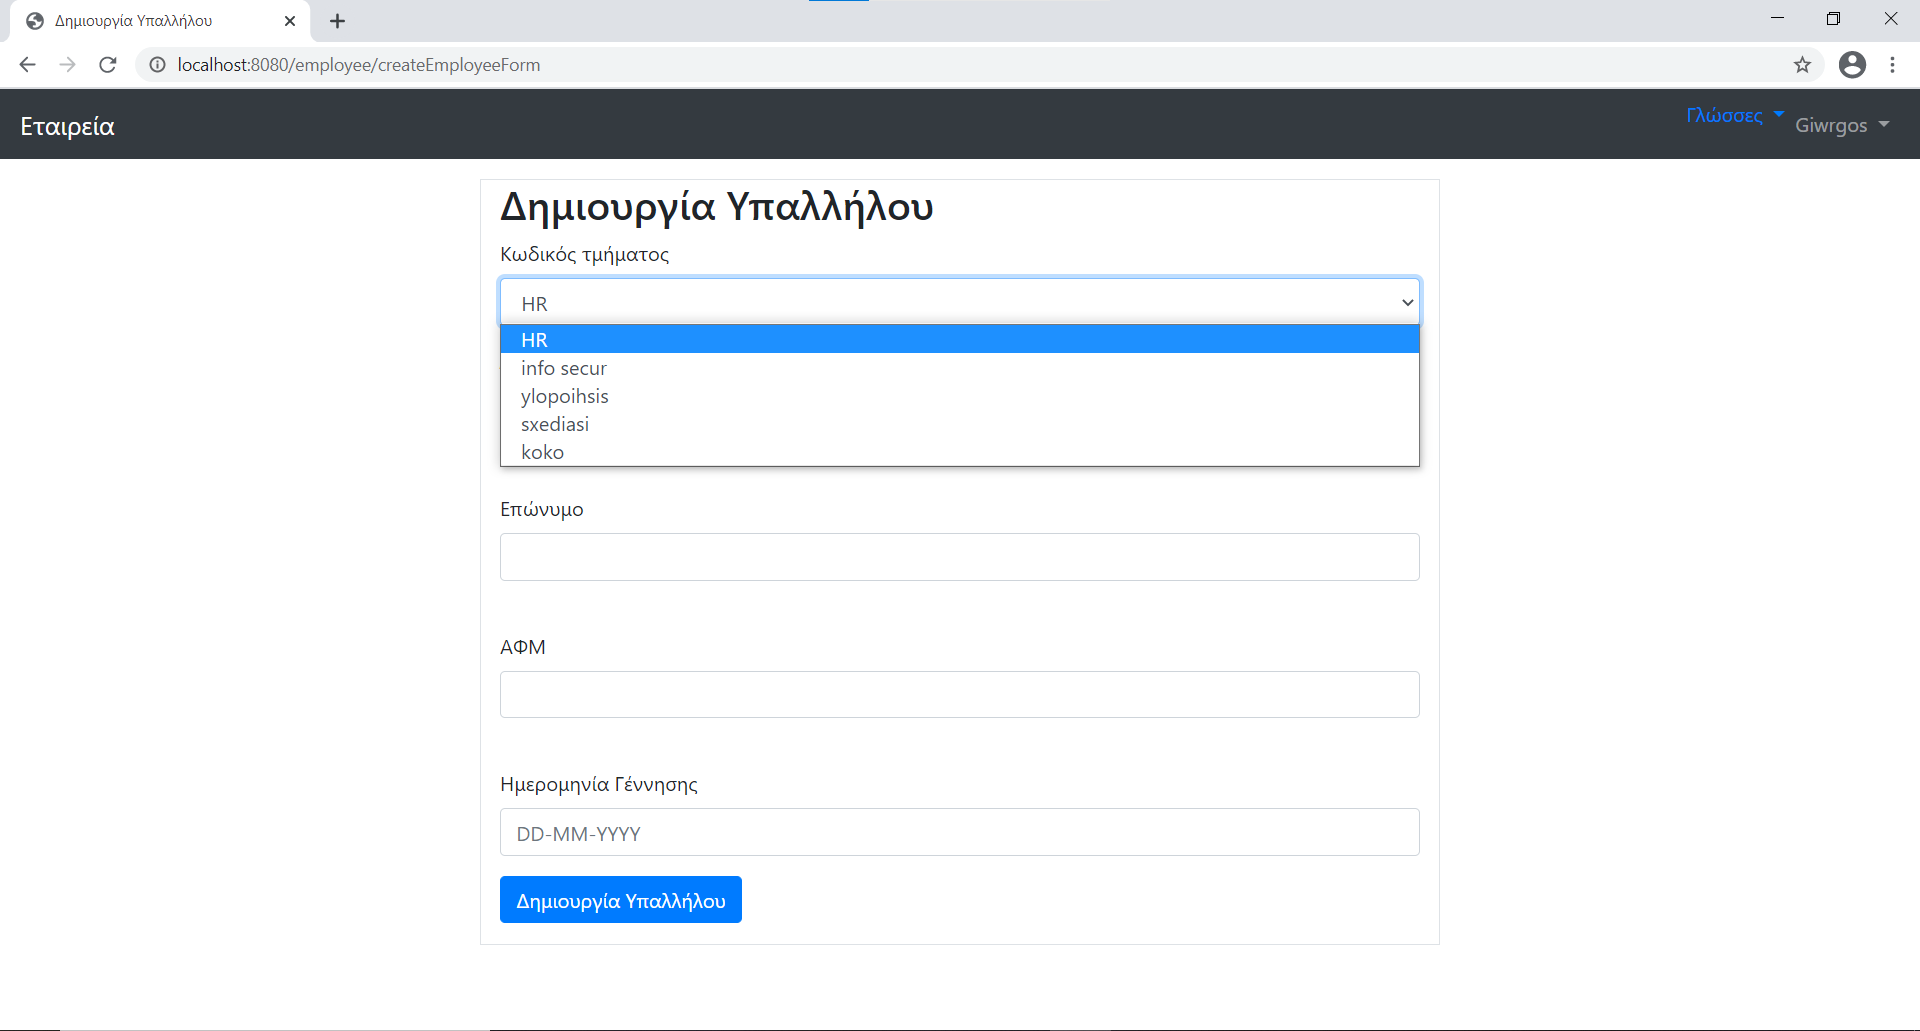 Δημιουργία Υπαλλήλου
localhost:8080/employee/createEmployeeForm
Εταιρεία
Γλώσσες
Giwrgos
Δημιουργία Υπαλλήλου
Κωδικός τμήματος
HR
HR
info secur
ylopoihsis
sxediasi
koko
Επώνυμο
ΑΦΜ
Ημερομηνία Γέννησης
DD-MM-YYYY
Δημιουργία Υπαλλήλου